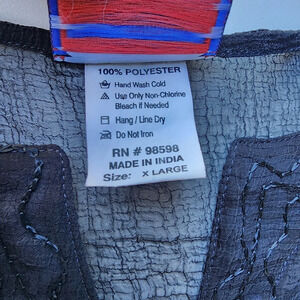 100% POLYESTER
Hand Wash Cold
Use Only Non-Chlorine
Bleach if Needed
Hang / Line Dry
Do Not Iron
RN # 98598
MADE IN INDIA
Size: X LARGE